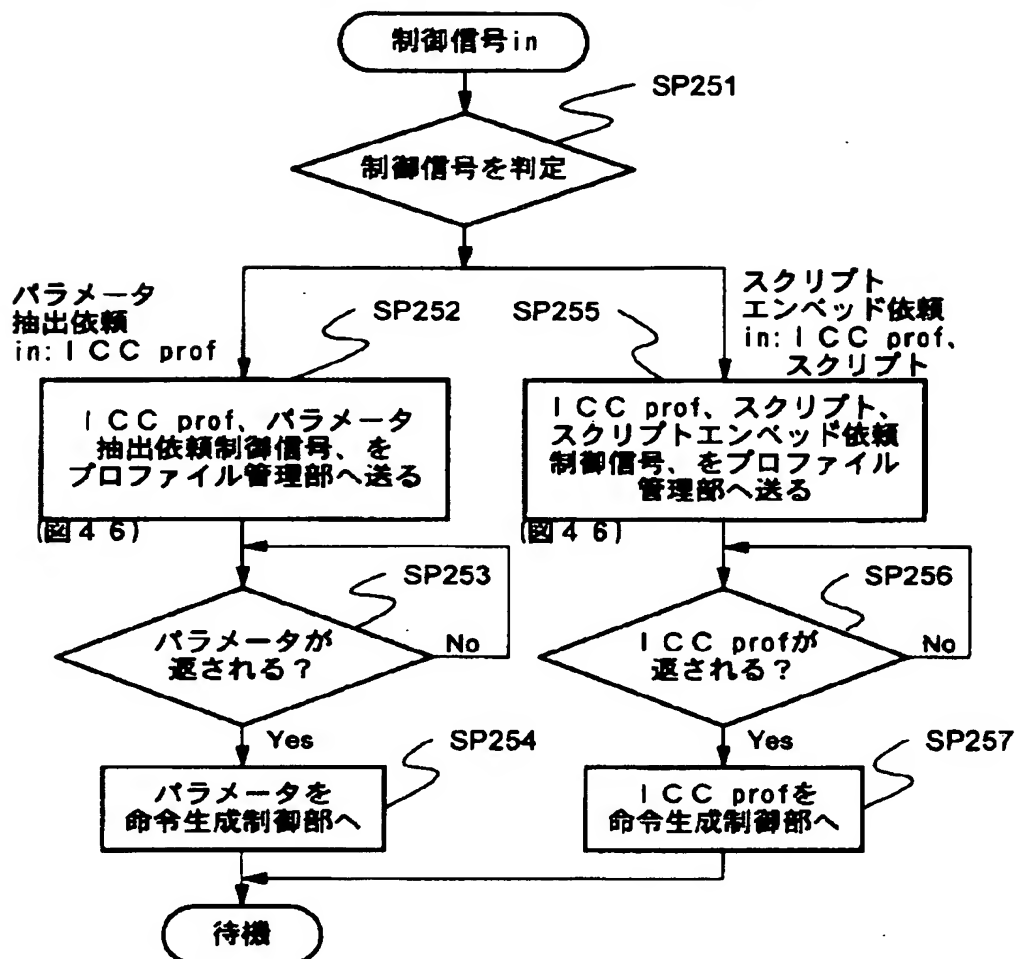 制御信号in
SP251
制御信号を判定
パラメータ
抽出依頼
in:ICC prof
SP252
SP255
スクリプト
エンベッド依頼
in:ICC prof、
スクリプト
ICC prof、パラメータ
抽出依頼制御信号、を
プロファイル管理部へ送る
(図46)
ICC prof、スクリプト、
スクリプトエンベッド依頼
制御信号、をプロファイル
管理部へ送る
(図46)
SP253
パラメータが
返される?
No
SP256
ICC profが
返される?
No
Yes
SP254
パラメータを
命令生成制御部へ
Yes
SP257
ICC profを
命令生成制御部へ
待機